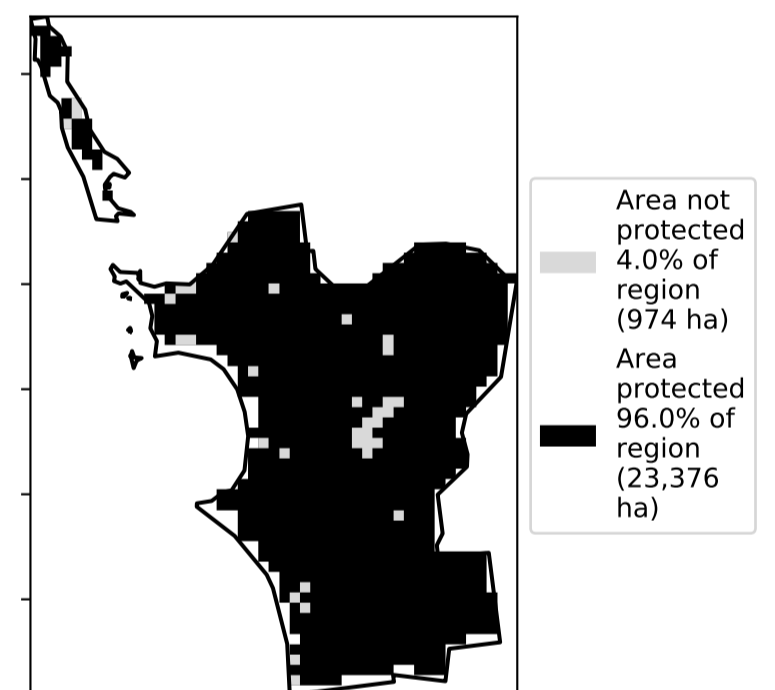 Area not
protected
4.0% of
region
(974 ha)
Area
protected
96.0% of
region
(23,376
ha)